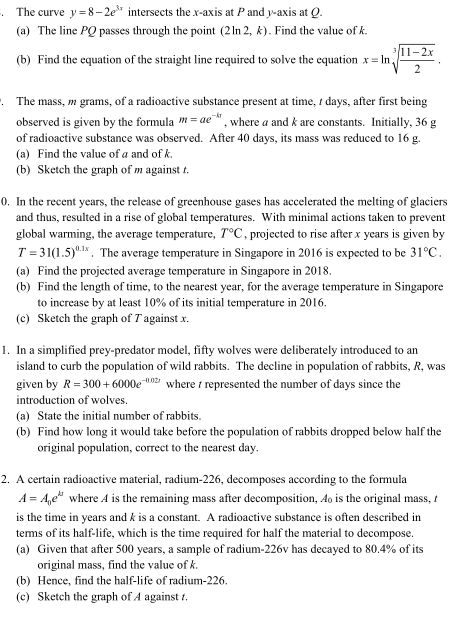 . The curve y = 8 − 2e³ˣ intersects the x-axis at P and y-axis at Q.
(a) The line PQ passes through the point (2 ln 2, k). Find the value of k.
(b) Find the equation of the straight line required to solve the equation x = ln ∛((11 − 2x)/2) .
. The mass, m grams, of a radioactive substance present at time, t days, after first being
observed is given by the formula m = ae^(−kt) , where a and k are constants. Initially, 36 g
of radioactive substance was observed. After 40 days, its mass was reduced to 16 g.
(a) Find the value of a and of k.
(b) Sketch the graph of m against t.
0. In the recent years, the release of greenhouse gases has accelerated the melting of glaciers
and thus, resulted in a rise of global temperatures. With minimal actions taken to prevent
global warming, the average temperature, T°C, projected to rise after x years is given by
T = 31(1.5)^(0.1x) . The average temperature in Singapore in 2016 is expected to be 31°C.
(a) Find the projected average temperature in Singapore in 2018.
(b) Find the length of time, to the nearest year, for the average temperature in Singapore
to increase by at least 10% of its initial temperature in 2016.
(c) Sketch the graph of T against x.
1. In a simplified prey-predator model, fifty wolves were deliberately introduced to an
island to curb the population of wild rabbits. The decline in population of rabbits, R, was
given by R = 300 + 6000e^(−0.02t) where t represented the number of days since the
introduction of wolves.
(a) State the initial number of rabbits.
(b) Find how long it would take before the population of rabbits dropped below half the
original population, correct to the nearest day.
2. A certain radioactive material, radium-226, decomposes according to the formula
A = A₀e^(kt) where A is the remaining mass after decomposition, A₀ is the original mass, t
is the time in years and k is a constant. A radioactive substance is often described in
terms of its half-life, which is the time required for half the material to decompose.
(a) Given that after 500 years, a sample of radium-226v has decayed to 80.4% of its
original mass, find the value of k.
(b) Hence, find the half-life of radium-226.
(c) Sketch the graph of A against t.